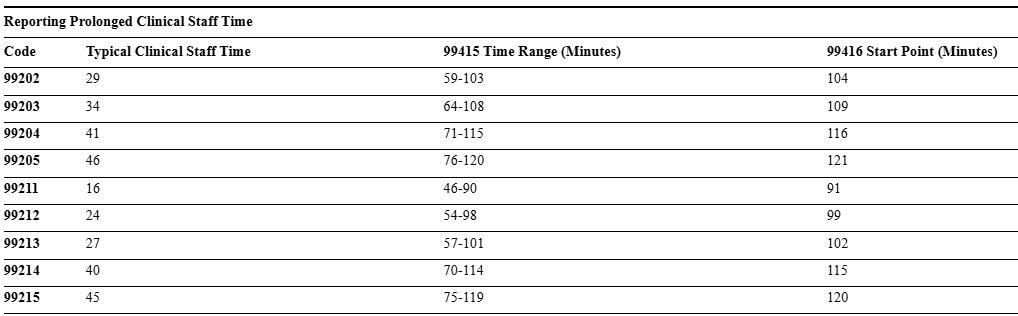 Reporting Prolonged Clinical Staff Time
Code Typical Clinical Staff Time 99415 Time Range (Minutes) 99416 Start Point (Minutes)
99202 29 59-103 104
99203 34 64-108 109
99204 41 71-115 116
99205 46 76-120 121
99211 16 46-90 91
99212 24 54-98 99
99213 27 57-101 102
99214 40 70-114 115
99215 45 75-119 120